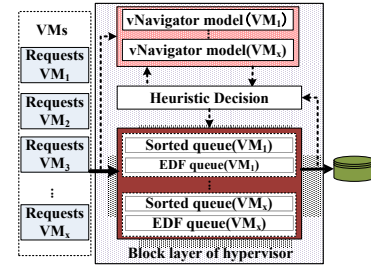 VMs
Requests
VM1
Requests
VM2
Requests
VM3
⋮
Requests
VMx
vNavigator model(VM1)
⋮
vNavigator model(VMx)
Heuristic Decision
Sorted queue(VM1)
EDF queue(VM1)
⋮
Sorted queue(VMx)
EDF queue(VMx)
Block layer of hypervisor